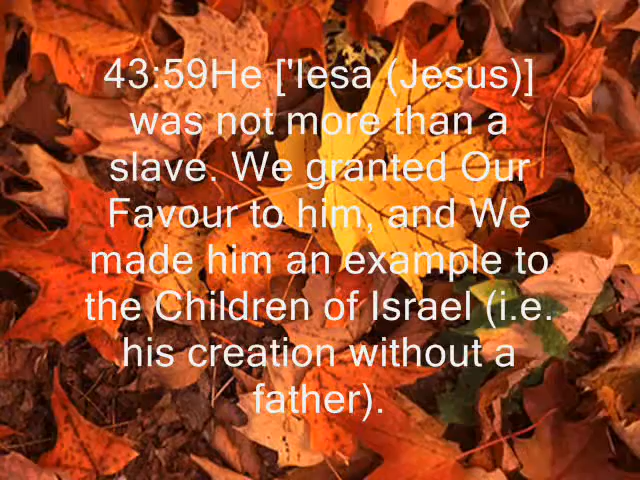 43:59He ['Iesa (Jesus)]
was not more than a
slave. We granted Our
Favour to him, and We
made him an example to
the Children of Israel (i.e.
his creation without a
father).